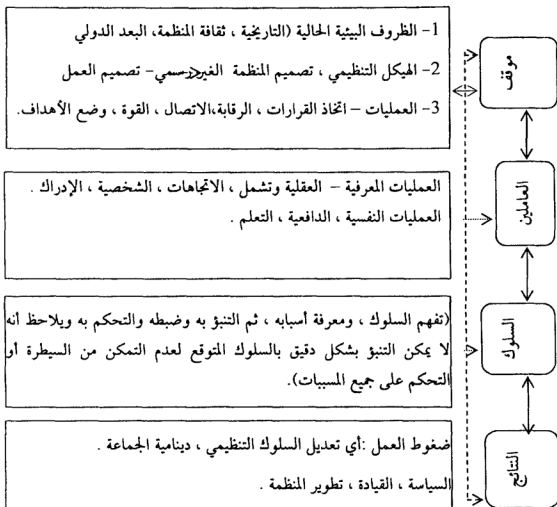 1- الظروف البيئية الحالية (التاريخية ، ثقافة المنظمة، البعد الدولي
2- الهيكل التنظيمي ، تصميم المنظمة الغير رسمي- تصميم العمل
3- العمليات – اتخاذ القرارات ، الرقابة،الاتصال ، القوة ، وضع الأهداف.
موقف
العمليات المعرفية – العقلية وتشمل ، الاتجاهات ، الشخصية ، الإدراك .
العمليات النفسية ، الدافعية ، التعلم .
العاملين
(تفهم السلوك ، ومعرفة أسبابه ، ثم التنبؤ به وضبطه والتحكم به ويلاحظ أنه
لا يمكن التنبؤ بشكل دقيق بالسلوك المتوقع لعدم التمكن من السيطرة أو
التحكم على جميع المسببات).
السلوك
ضغوط العمل :أي تعديل السلوك التنظيمي ، دينامية الجماعة .
السياسة ، القيادة ، تطوير المنظمة .
النتائج